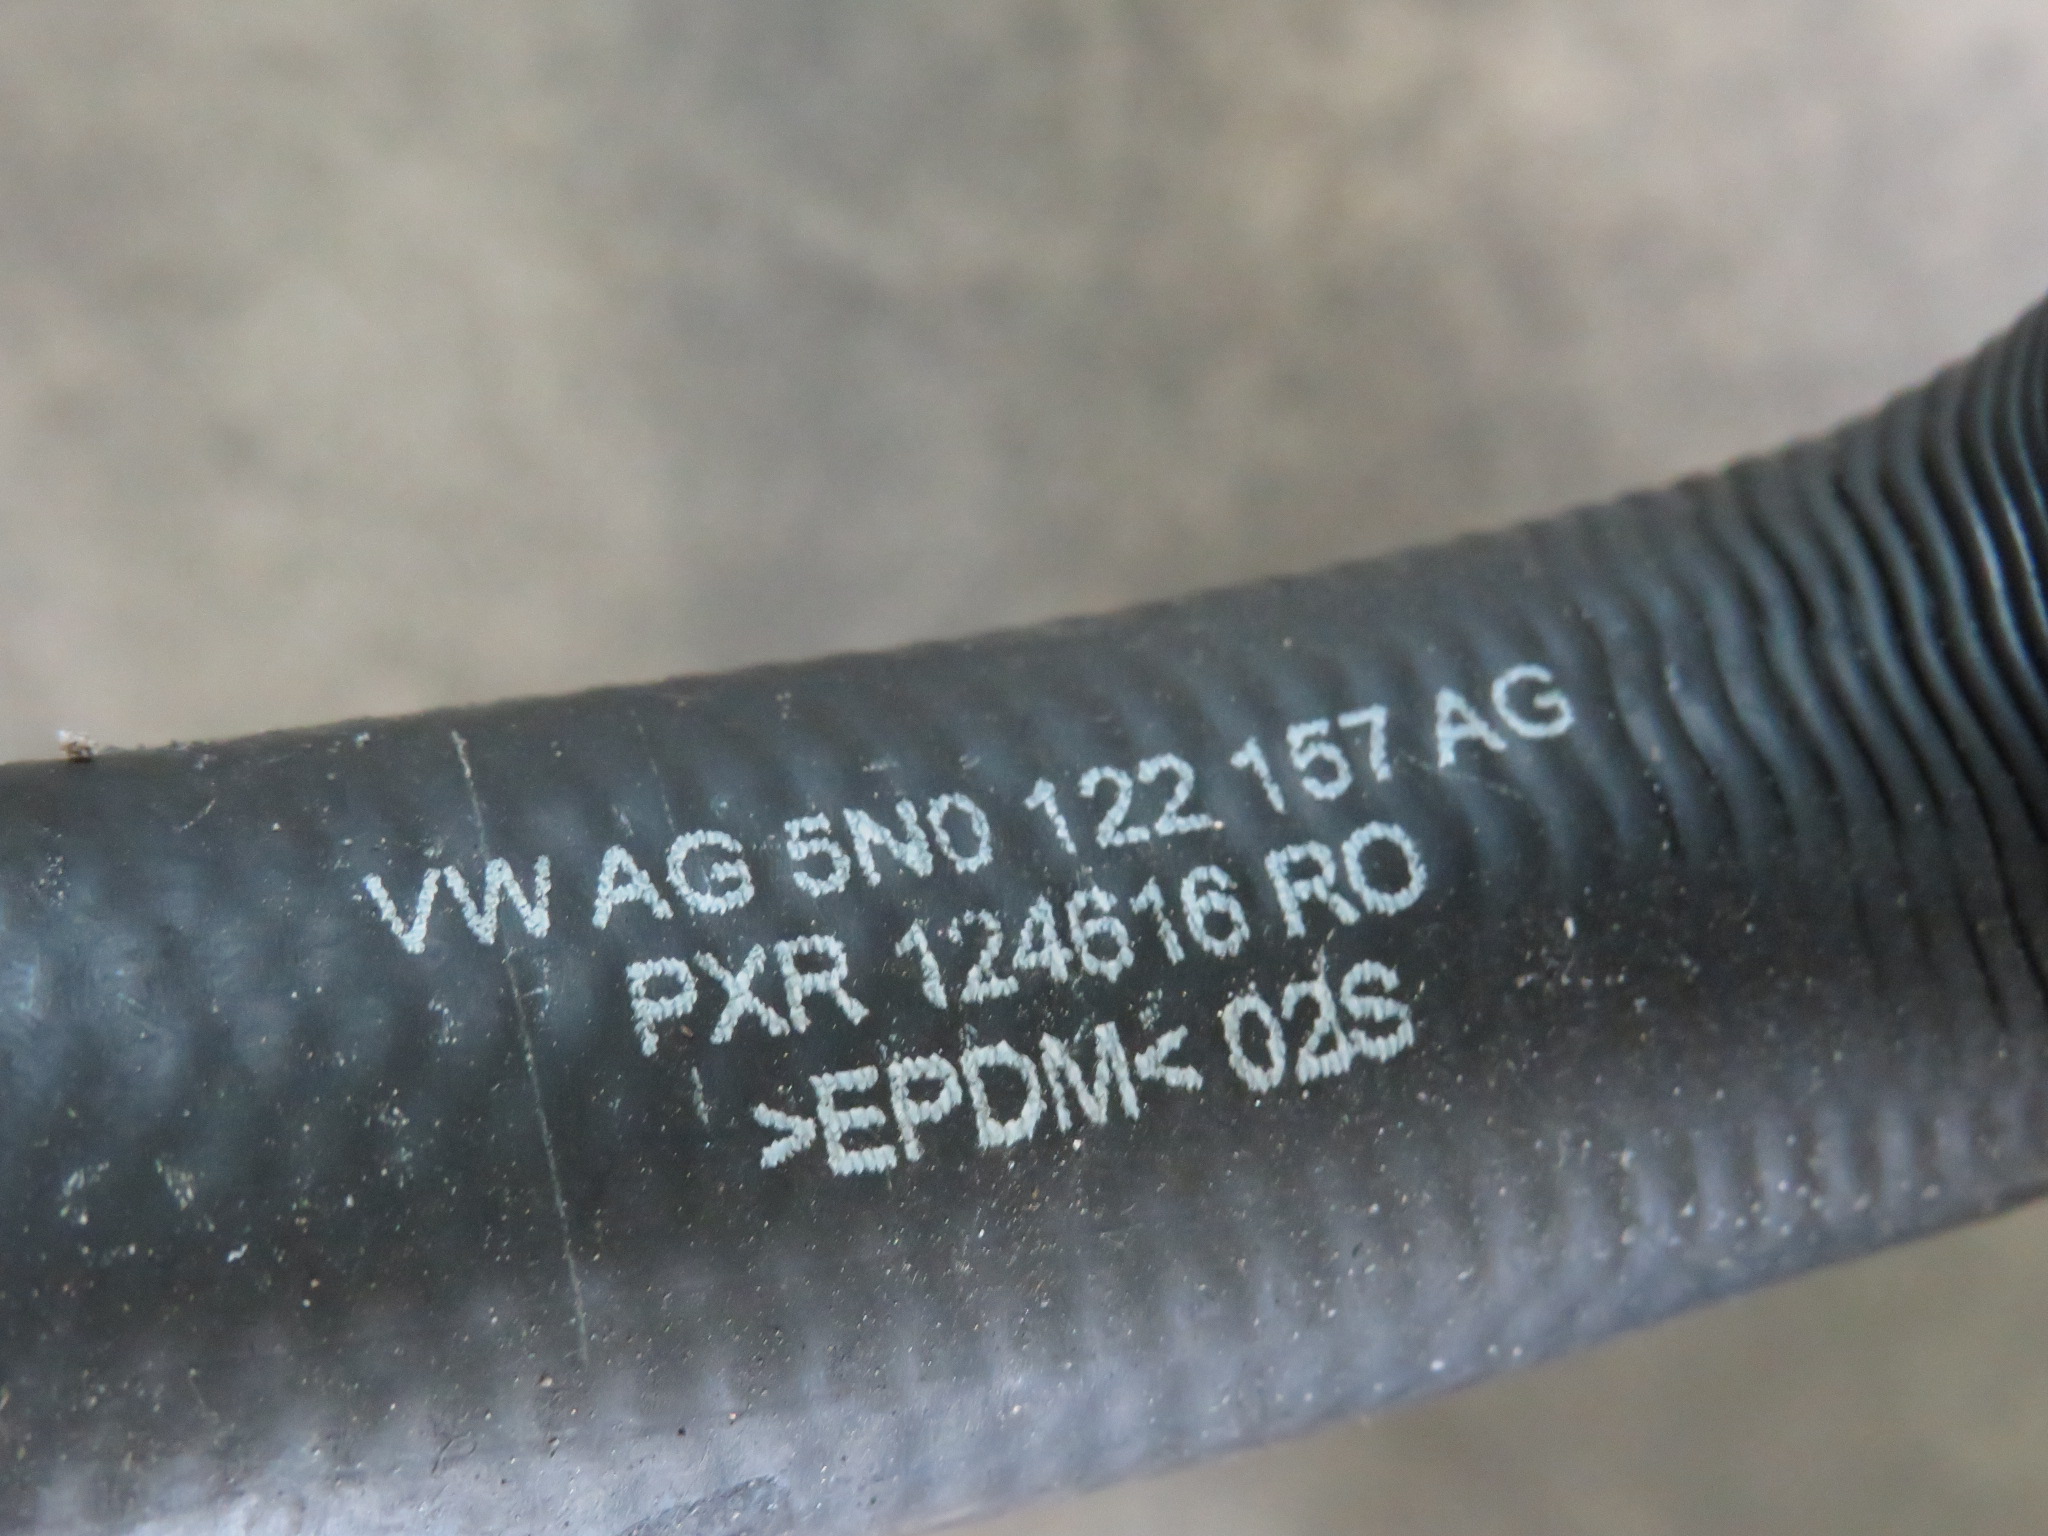 VW AG 5N0 122 157 AG
PXR 124616 RO
>EPDM< 02S